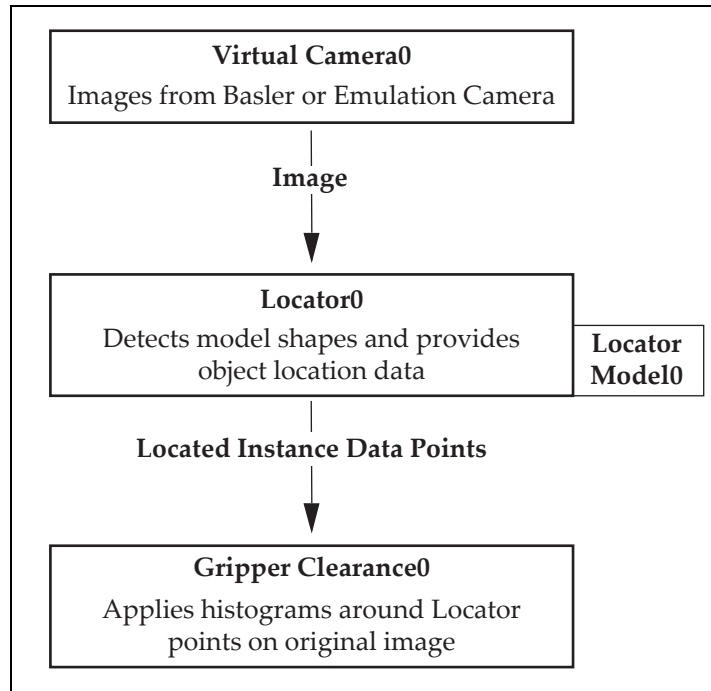 Virtual Camera0
Images from Basler or Emulation Camera
Image
Locator0
Detects model shapes and provides
object location data
Locator
Model0
Located Instance Data Points
Gripper Clearance0
Applies histograms around Locator
points on original image